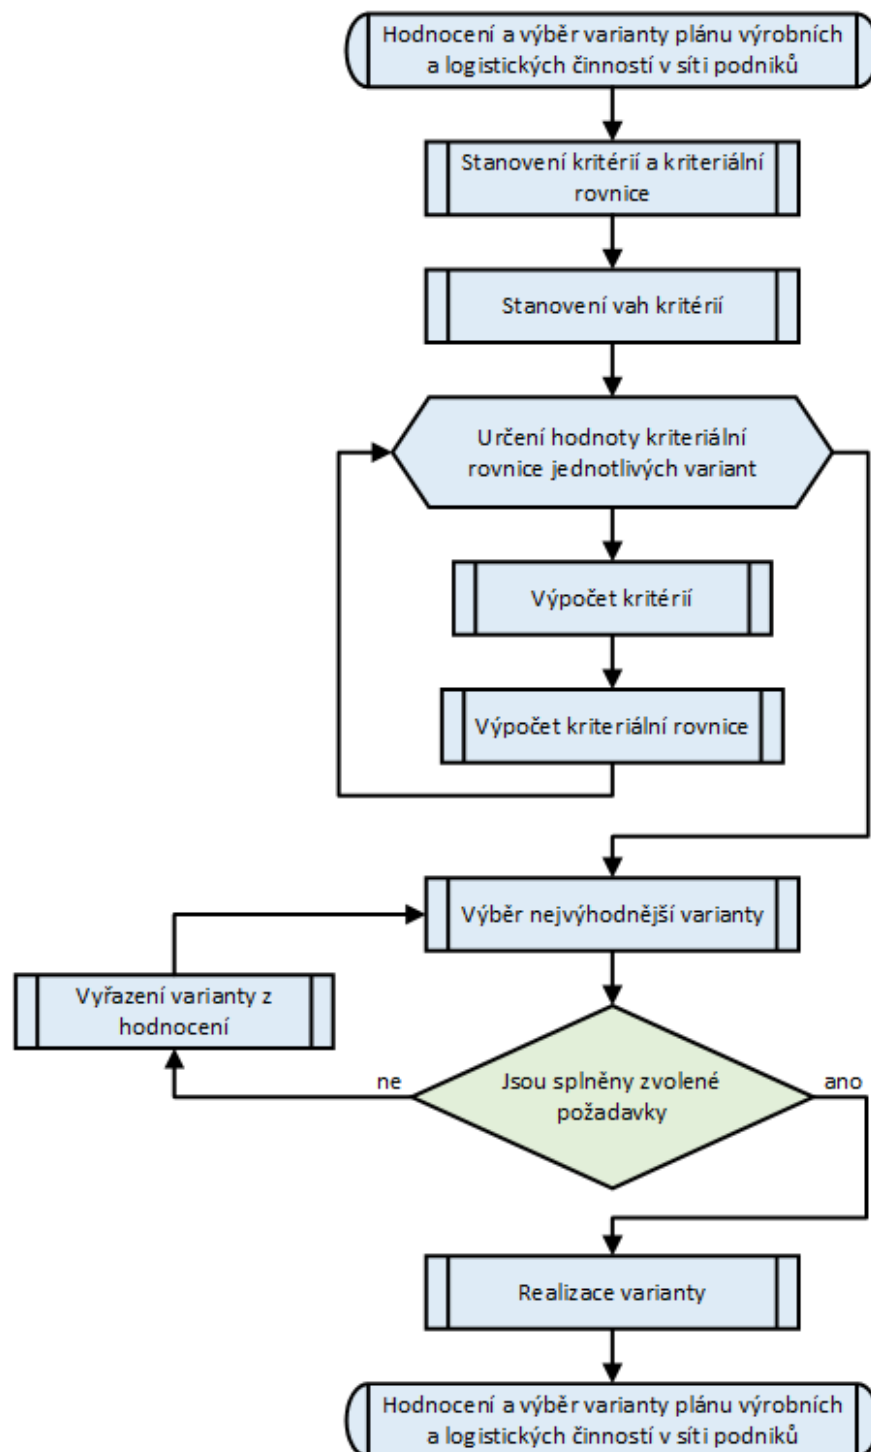 Hodnocení a výběr varianty plánu výrobních
a logistických činností v síti podniků
Stanovení kritérií a kriteriální
rovnice
Stanovení vah kritérií
Určení hodnoty kriteriální
rovnice jednotlivých variant
Výpočet kritérií
Výpočet kriteriální rovnice
Výběr nejvýhodnější varianty
Vyřazení varianty z
hodnocení
ne
Jsou splněny zvolené
požadavky
ano
Realizace varianty
Hodnocení a výběr varianty plánu výrobních
a logistických činností v síti podniků